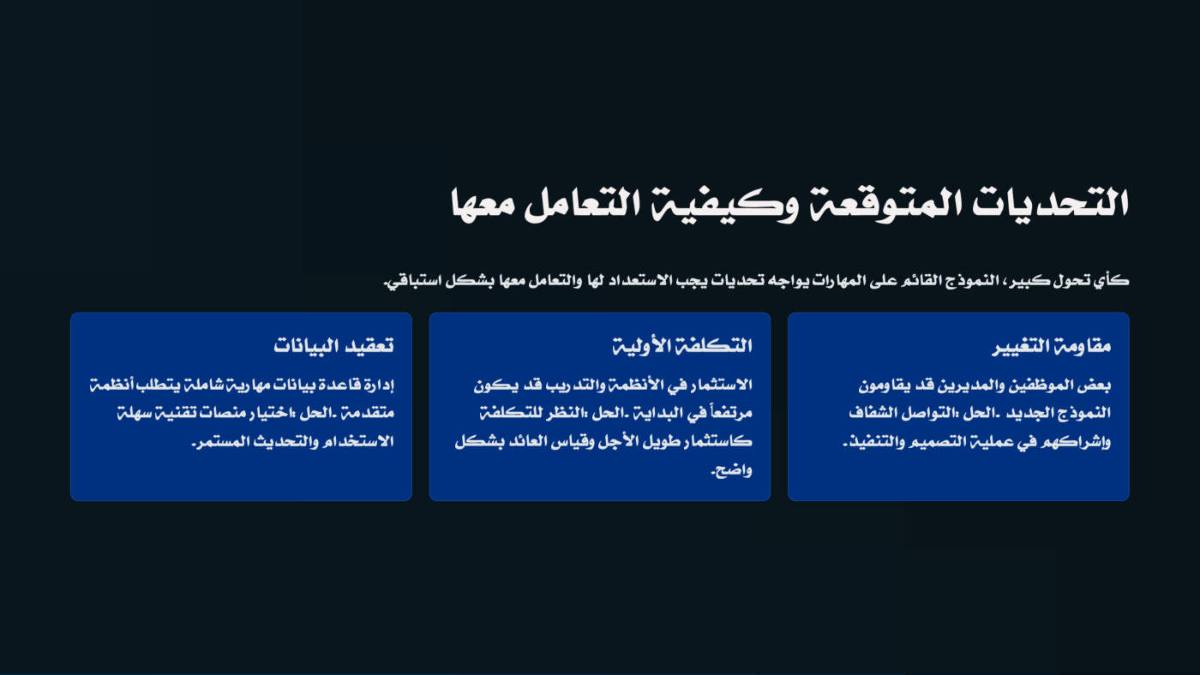 التحديات المتوقعة وكيفية التعامل معها
كأي تحول كبير، النموذج القائم على المهارات يواجه تحديات يجب الاستعداد لها والتعامل معها بشكل استباقي.
مقاومة التغيير
بعض الموظفين والمديرين قد يقاومون
النموذج الجديد .الحل :التواصل الشفاف
وإشراكهم في عملية التصميم والتنفيذ.
التكلفة الأولية
الاستثمار في الأنظمة والتدريب قد يكون
مرتفعاً في البداية .الحل :النظر للتكلفة
كاستثمار طويل الأجل وقياس العائد بشكل
واضح.
تعقيد البيانات
إدارة قاعدة بيانات مهارية شاملة يتطلب أنظمة
متقدمة .الحل :اختيار منصات تقنية سهلة
الاستخدام والتحديث المستمر.